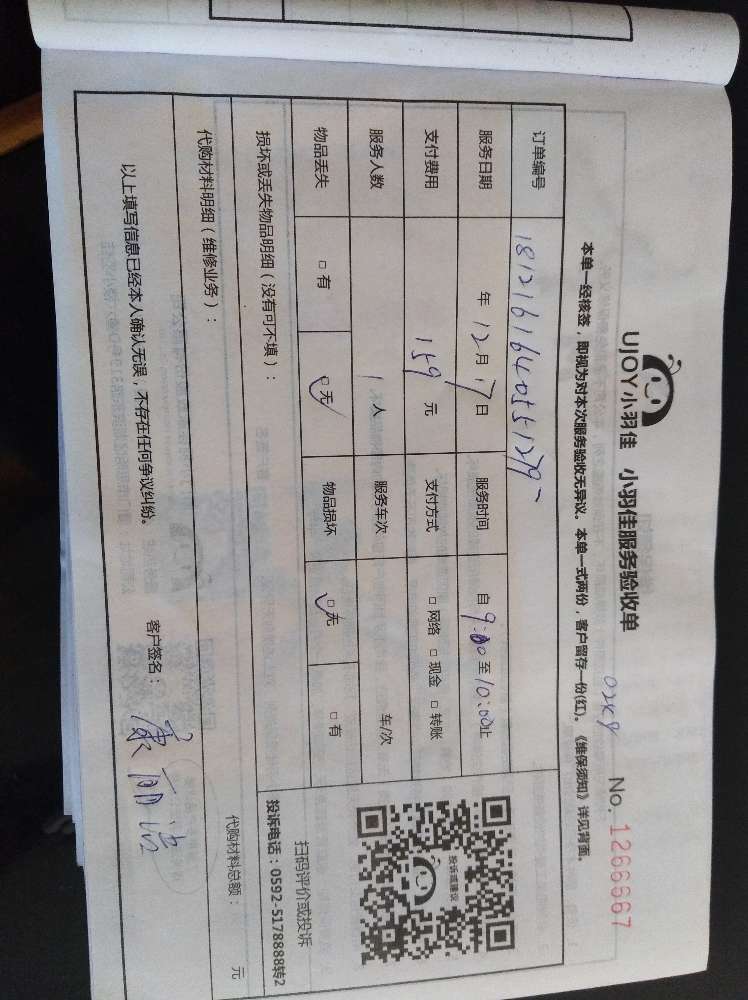 UJOY小羽佳 小羽佳服务验收单
No. 1266667
本单一经核签，即视为对本次服务验收无异议。本单一式两份，客户留存一份(红)。《维保须知》详见背面。
订单编号
服务日期 年 12 月 17 日 服务时间 自 9:00 至 10:00 止
支付费用 159 元 支付方式 □ 网络 □ 现金 □ 转账
服务人数 1 人 服务车次 车/次
物品丢失 □ 有 □ 无 物品损坏 □ 无 □ 有
损坏或丢失物品明细（没有可不填）：
代购材料明细（维修业务）：
代购材料总额： 元
以上填写信息已经本人确认无误，不存在任何争议纠纷。
客户签名：
投诉或建议
扫码评价或投诉
投诉电话：0592-5178888转2